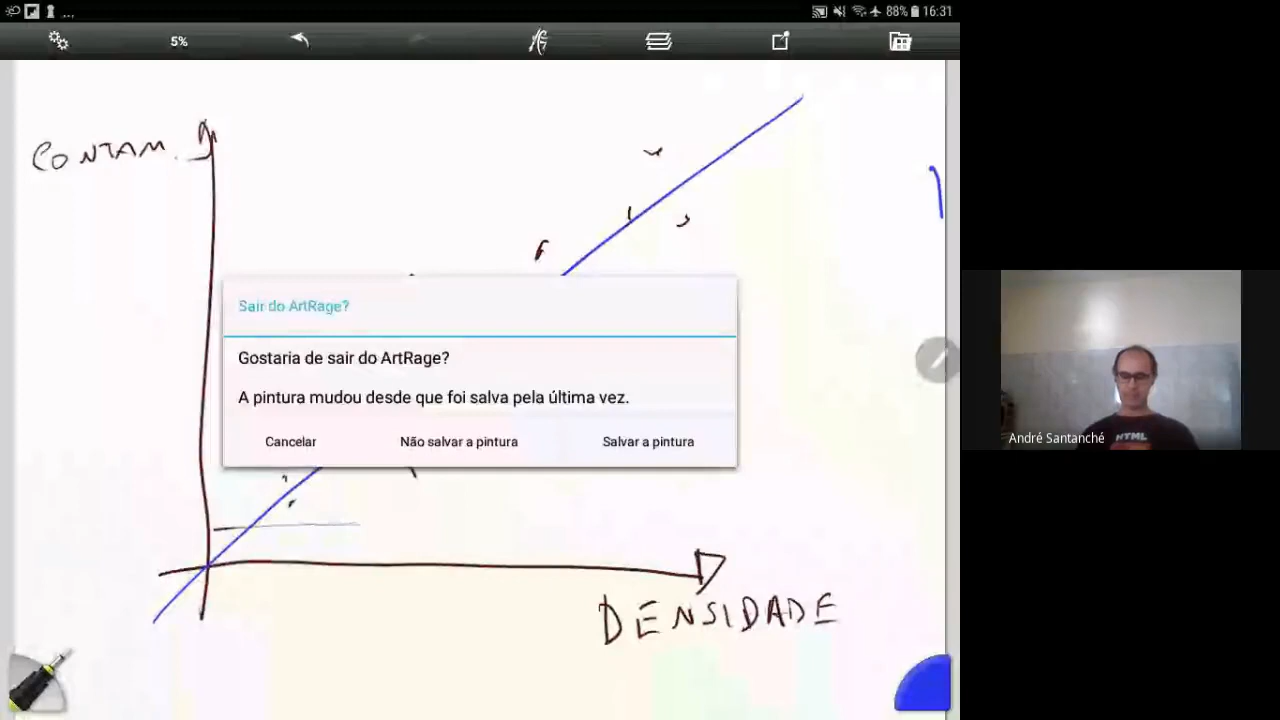 88% 16:31
5%
CONTAM.
Sair do ArtRage?
Gostaria de sair do ArtRage?
A pintura mudou desde que foi salva pela última vez.
Cancelar Não salvar a pintura Salvar a pintura
DENSIDADE
HTML
André Santanché